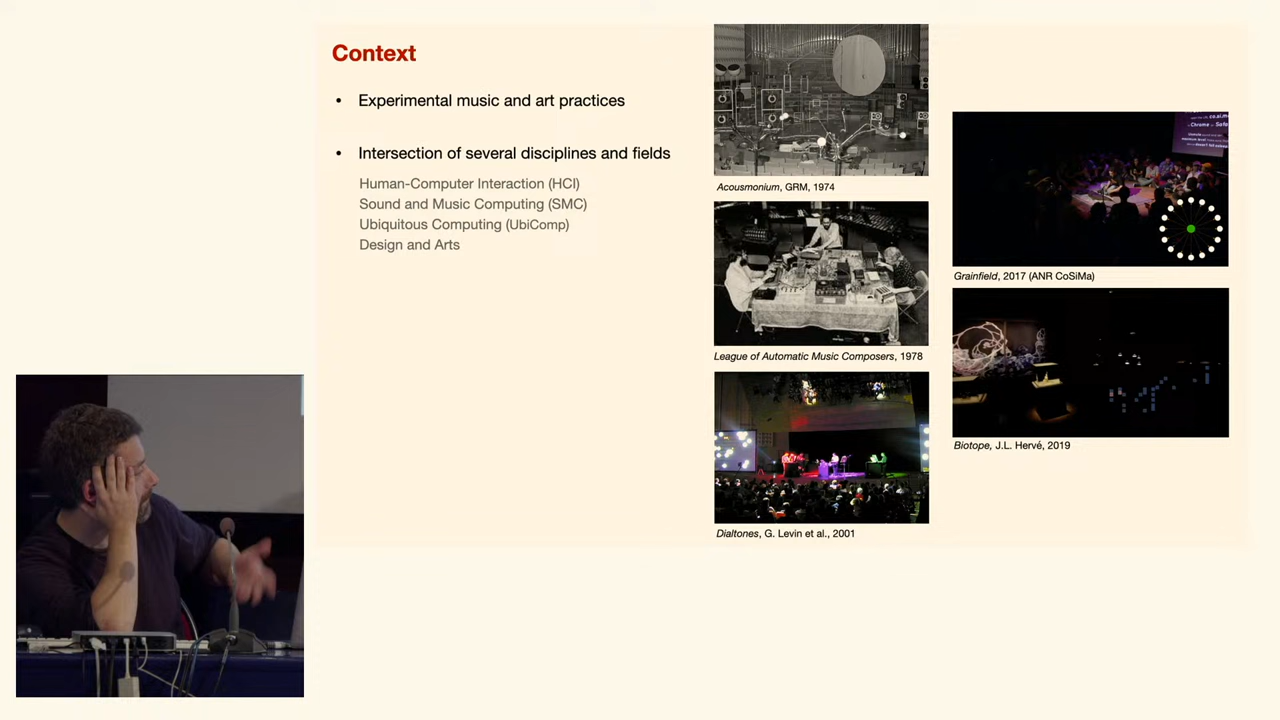 Context
• Experimental music and art practices
• Intersection of several disciplines and fields
Human-Computer Interaction (HCI)
Sound and Music Computing (SMC)
Ubiquitous Computing (UbiComp)
Design and Arts
Acousmonium, GRM, 1974
League of Automatic Music Composers, 1978
Dialtones, G. Levin et al., 2001
Grainfield, 2017 (ANR CoSiMa)
Biotope, J.L. Hervé, 2019